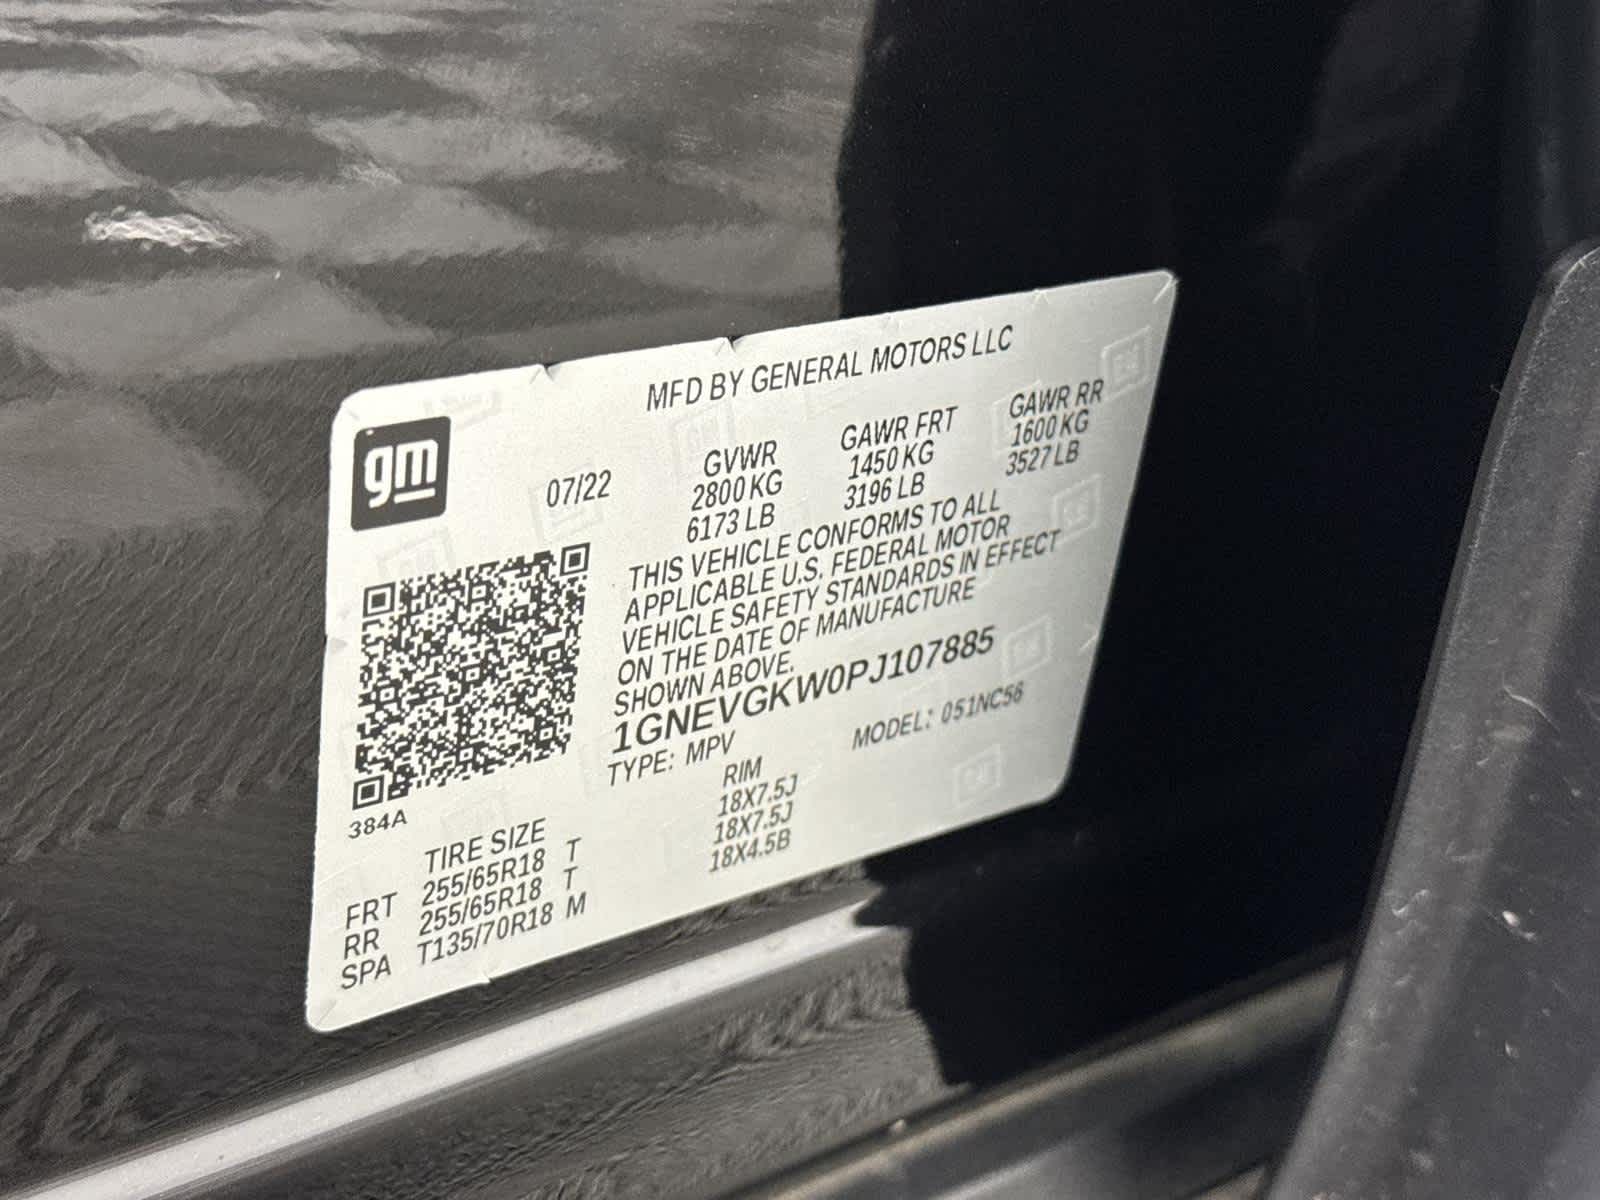 MFD BY GENERAL MOTORS LLC
gm
07/22
GVWR
2800 KG
6173 LB
GAWR FRT
1450 KG
3196 LB
GAWR RR
1600 KG
3527 LB
THIS VEHICLE CONFORMS TO ALL
APPLICABLE U.S. FEDERAL MOTOR
VEHICLE SAFETY STANDARDS IN EFFECT
ON THE DATE OF MANUFACTURE
SHOWN ABOVE.
1GNEVGKW0PJ107885
TYPE: MPV MODEL: 051NC56
384A
TIRE SIZE RIM
FRT 255/65R18 T 18X7.5J
RR 255/65R18 T 18X7.5J
SPA T135/70R18 M 18X4.5B